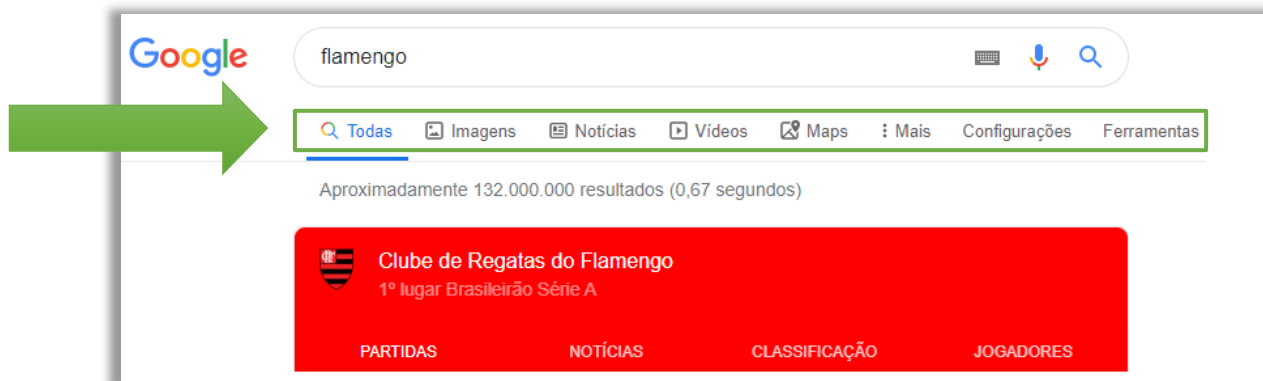 Google flamengo
Todas Imagens Notícias Vídeos Maps Mais Configurações Ferramentas
Aproximadamente 132.000.000 resultados (0,67 segundos)
Clube de Regatas do Flamengo
1º lugar Brasileirão Série A
PARTIDAS NOTÍCIAS CLASSIFICAÇÃO JOGADORES